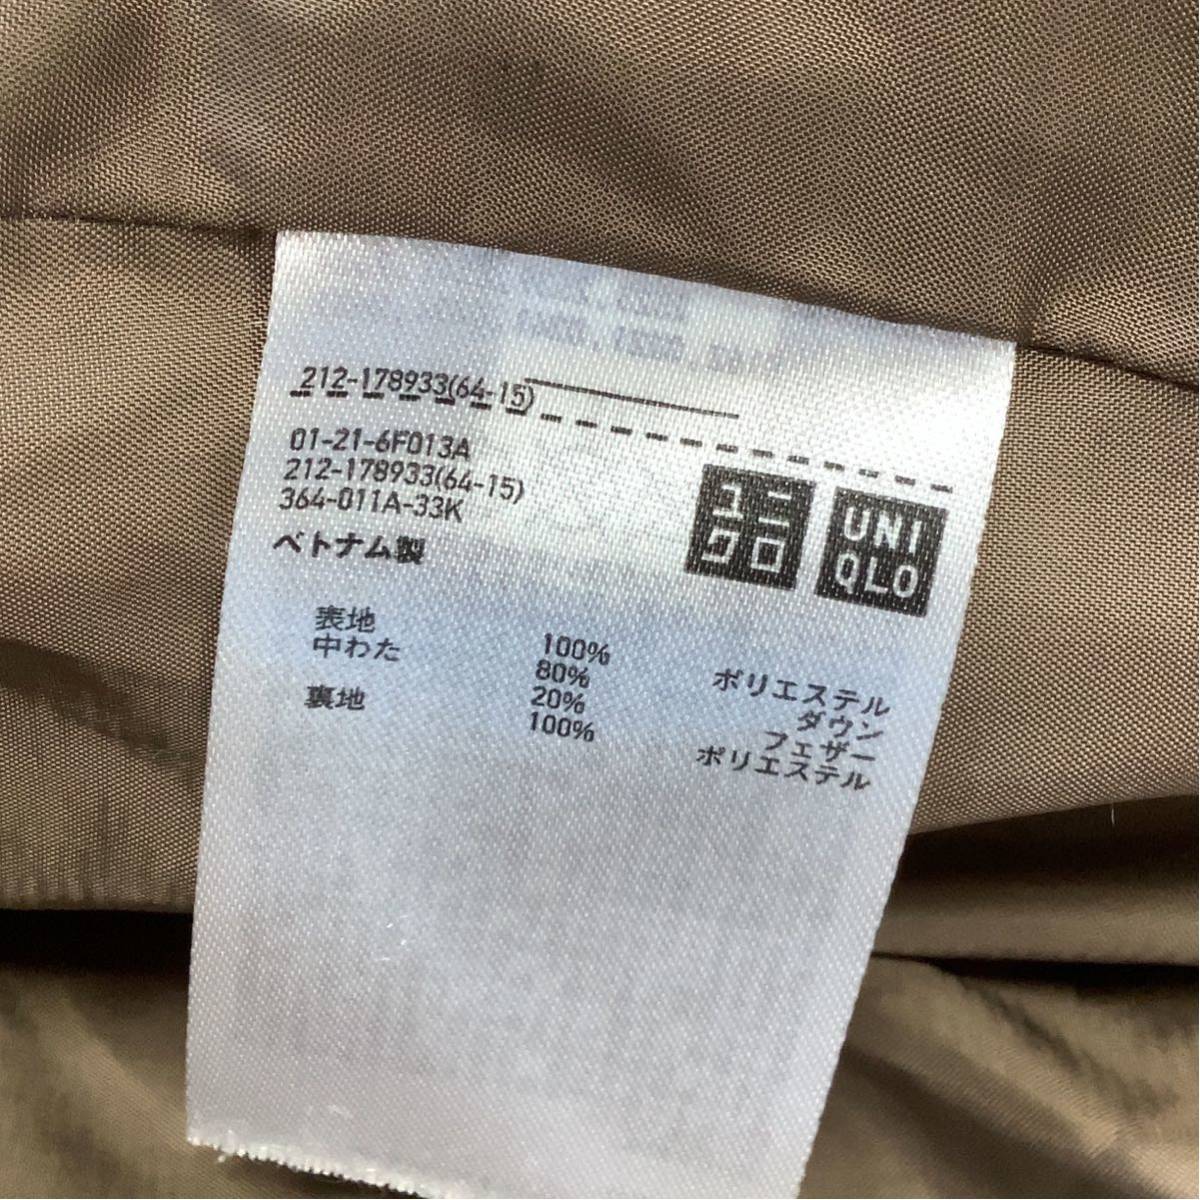 212-178933(64-15)
01-21-6F013A
212-178933(64-15)
364-011A-33K
ベトナム製
ユニ
クロ
UNI
QLO
表地 100% ポリエステル
中わた 80% ダウン
20% フェザー
裏地 100% ポリエステル